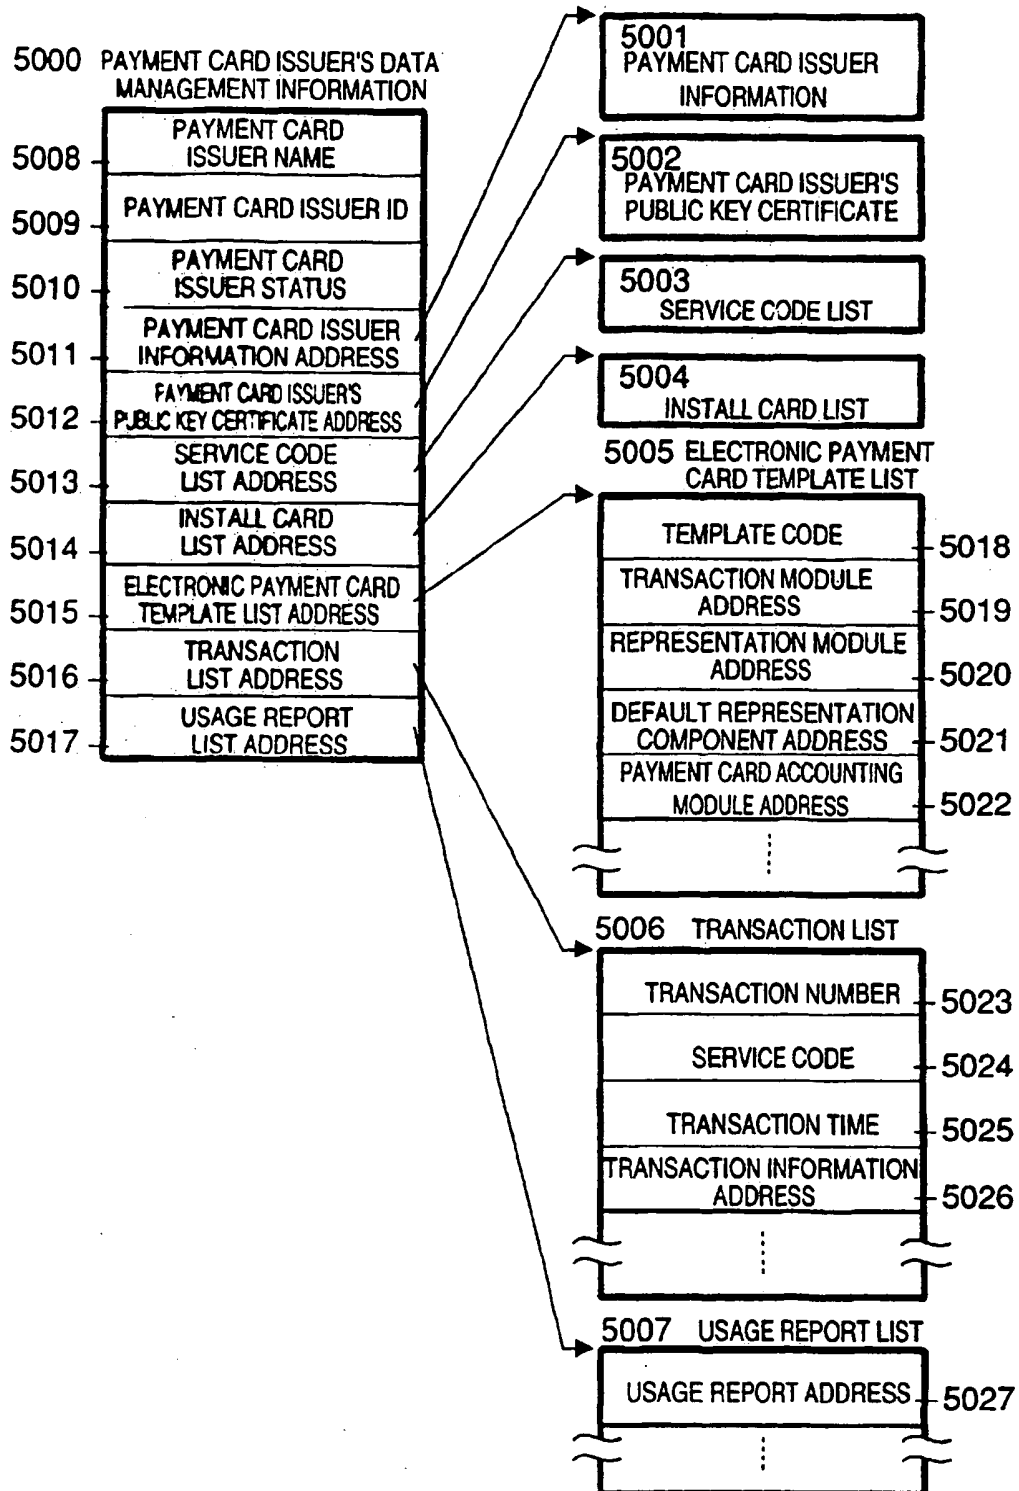 5000 PAYMENT CARD ISSUER'S DATA
MANAGEMENT INFORMATION
PAYMENT CARD
ISSUER NAME
5008
PAYMENT CARD ISSUER ID
5009
PAYMENT CARD
ISSUER STATUS
5010
PAYMENT CARD ISSUER
INFORMATION ADDRESS
5011
PAYMENT CARD ISSUER'S
PUBLIC KEY CERTIFICATE ADDRESS
5012
SERVICE CODE
LIST ADDRESS
5013
INSTALL CARD
LIST ADDRESS
5014
ELECTRONIC PAYMENT CARD
TEMPLATE LIST ADDRESS
5015
TRANSACTION
LIST ADDRESS
5016
USAGE REPORT
LIST ADDRESS
5017
5001
PAYMENT CARD ISSUER
INFORMATION
5002
PAYMENT CARD ISSUER'S
PUBLIC KEY CERTIFICATE
5003
SERVICE CODE LIST
5004
INSTALL CARD LIST
5005 ELECTRONIC PAYMENT
CARD TEMPLATE LIST
TEMPLATE CODE
5018
TRANSACTION MODULE
ADDRESS
5019
REPRESENTATION MODULE
ADDRESS
5020
DEFAULT REPRESENTATION
COMPONENT ADDRESS
5021
PAYMENT CARD ACCOUNTING
MODULE ADDRESS
5022
5006 TRANSACTION LIST
TRANSACTION NUMBER
5023
SERVICE CODE
5024
TRANSACTION TIME
5025
TRANSACTION INFORMATION
ADDRESS
5026
5007 USAGE REPORT LIST
USAGE REPORT ADDRESS
5027